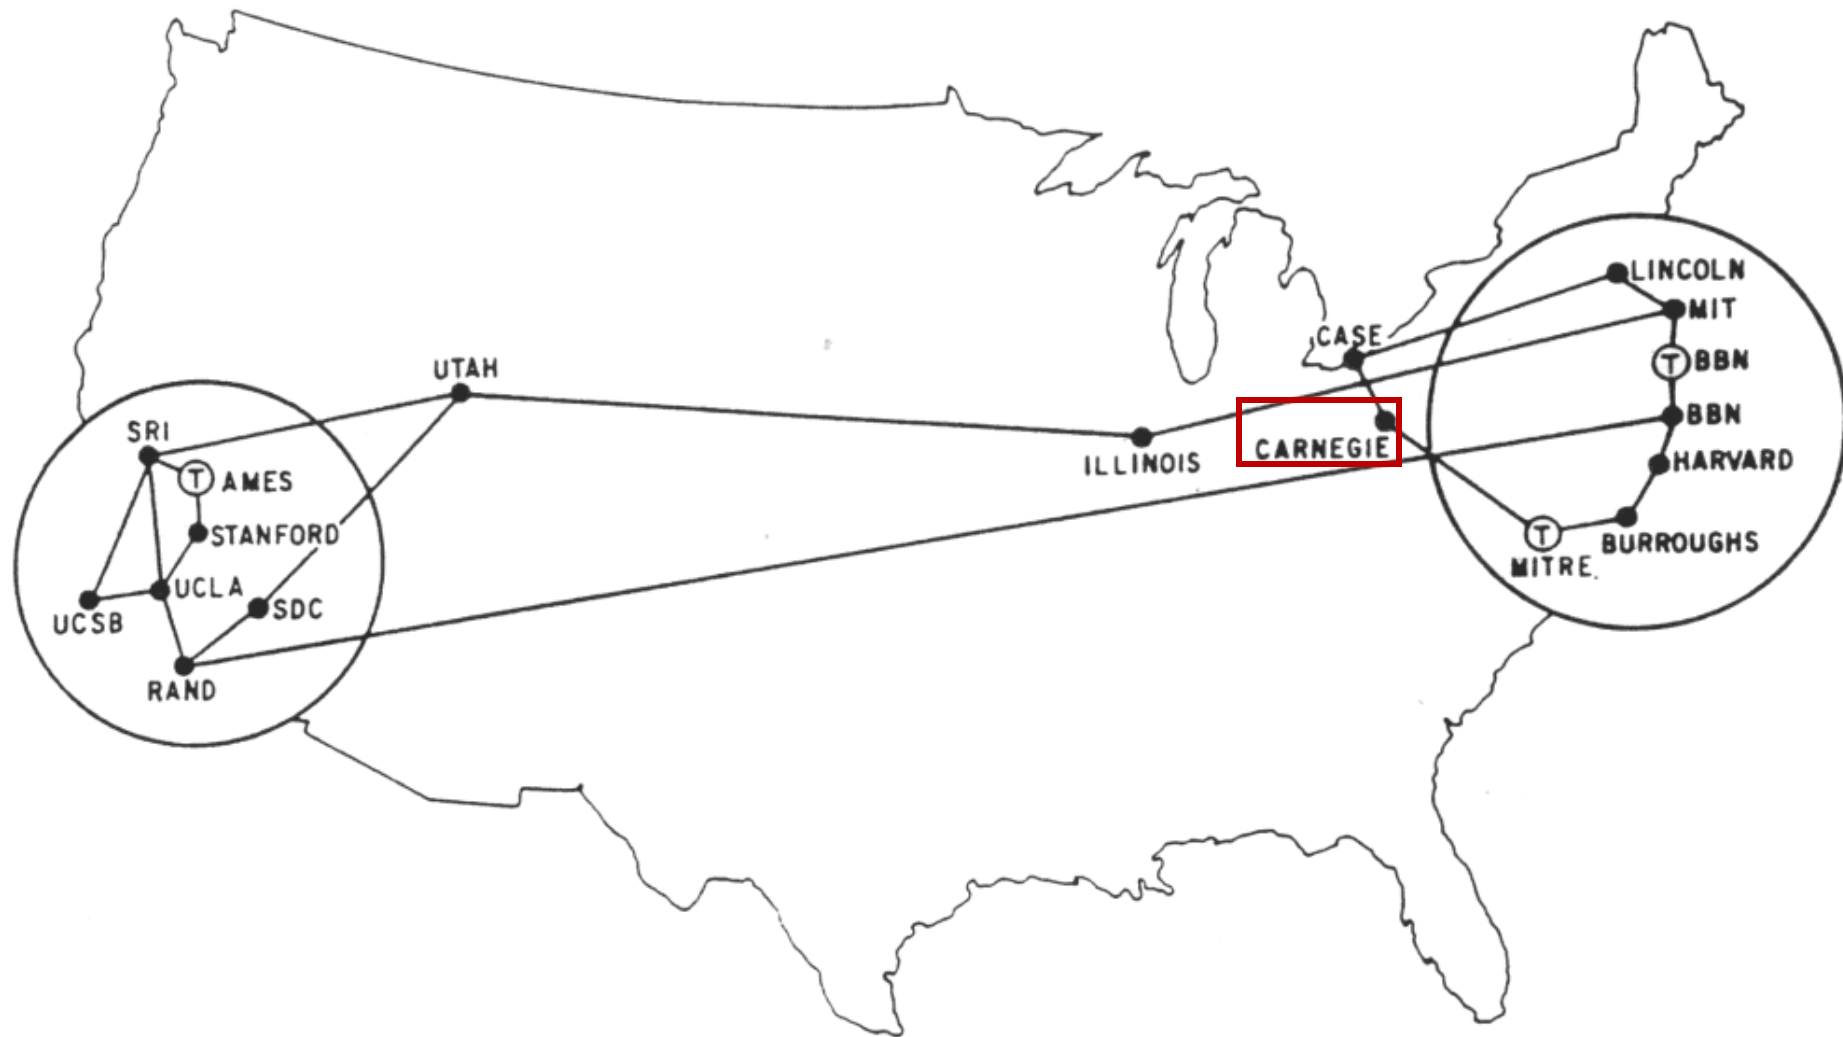 UTAH
SRI
T
AMES
STANFORD
UCLA
SDC
UCSB
RAND
ILLINOIS
CASE
CARNEGIE
LINCOLN
MIT
T
BBN
BBN
HARVARD
BURROUGHS
T
MITRE